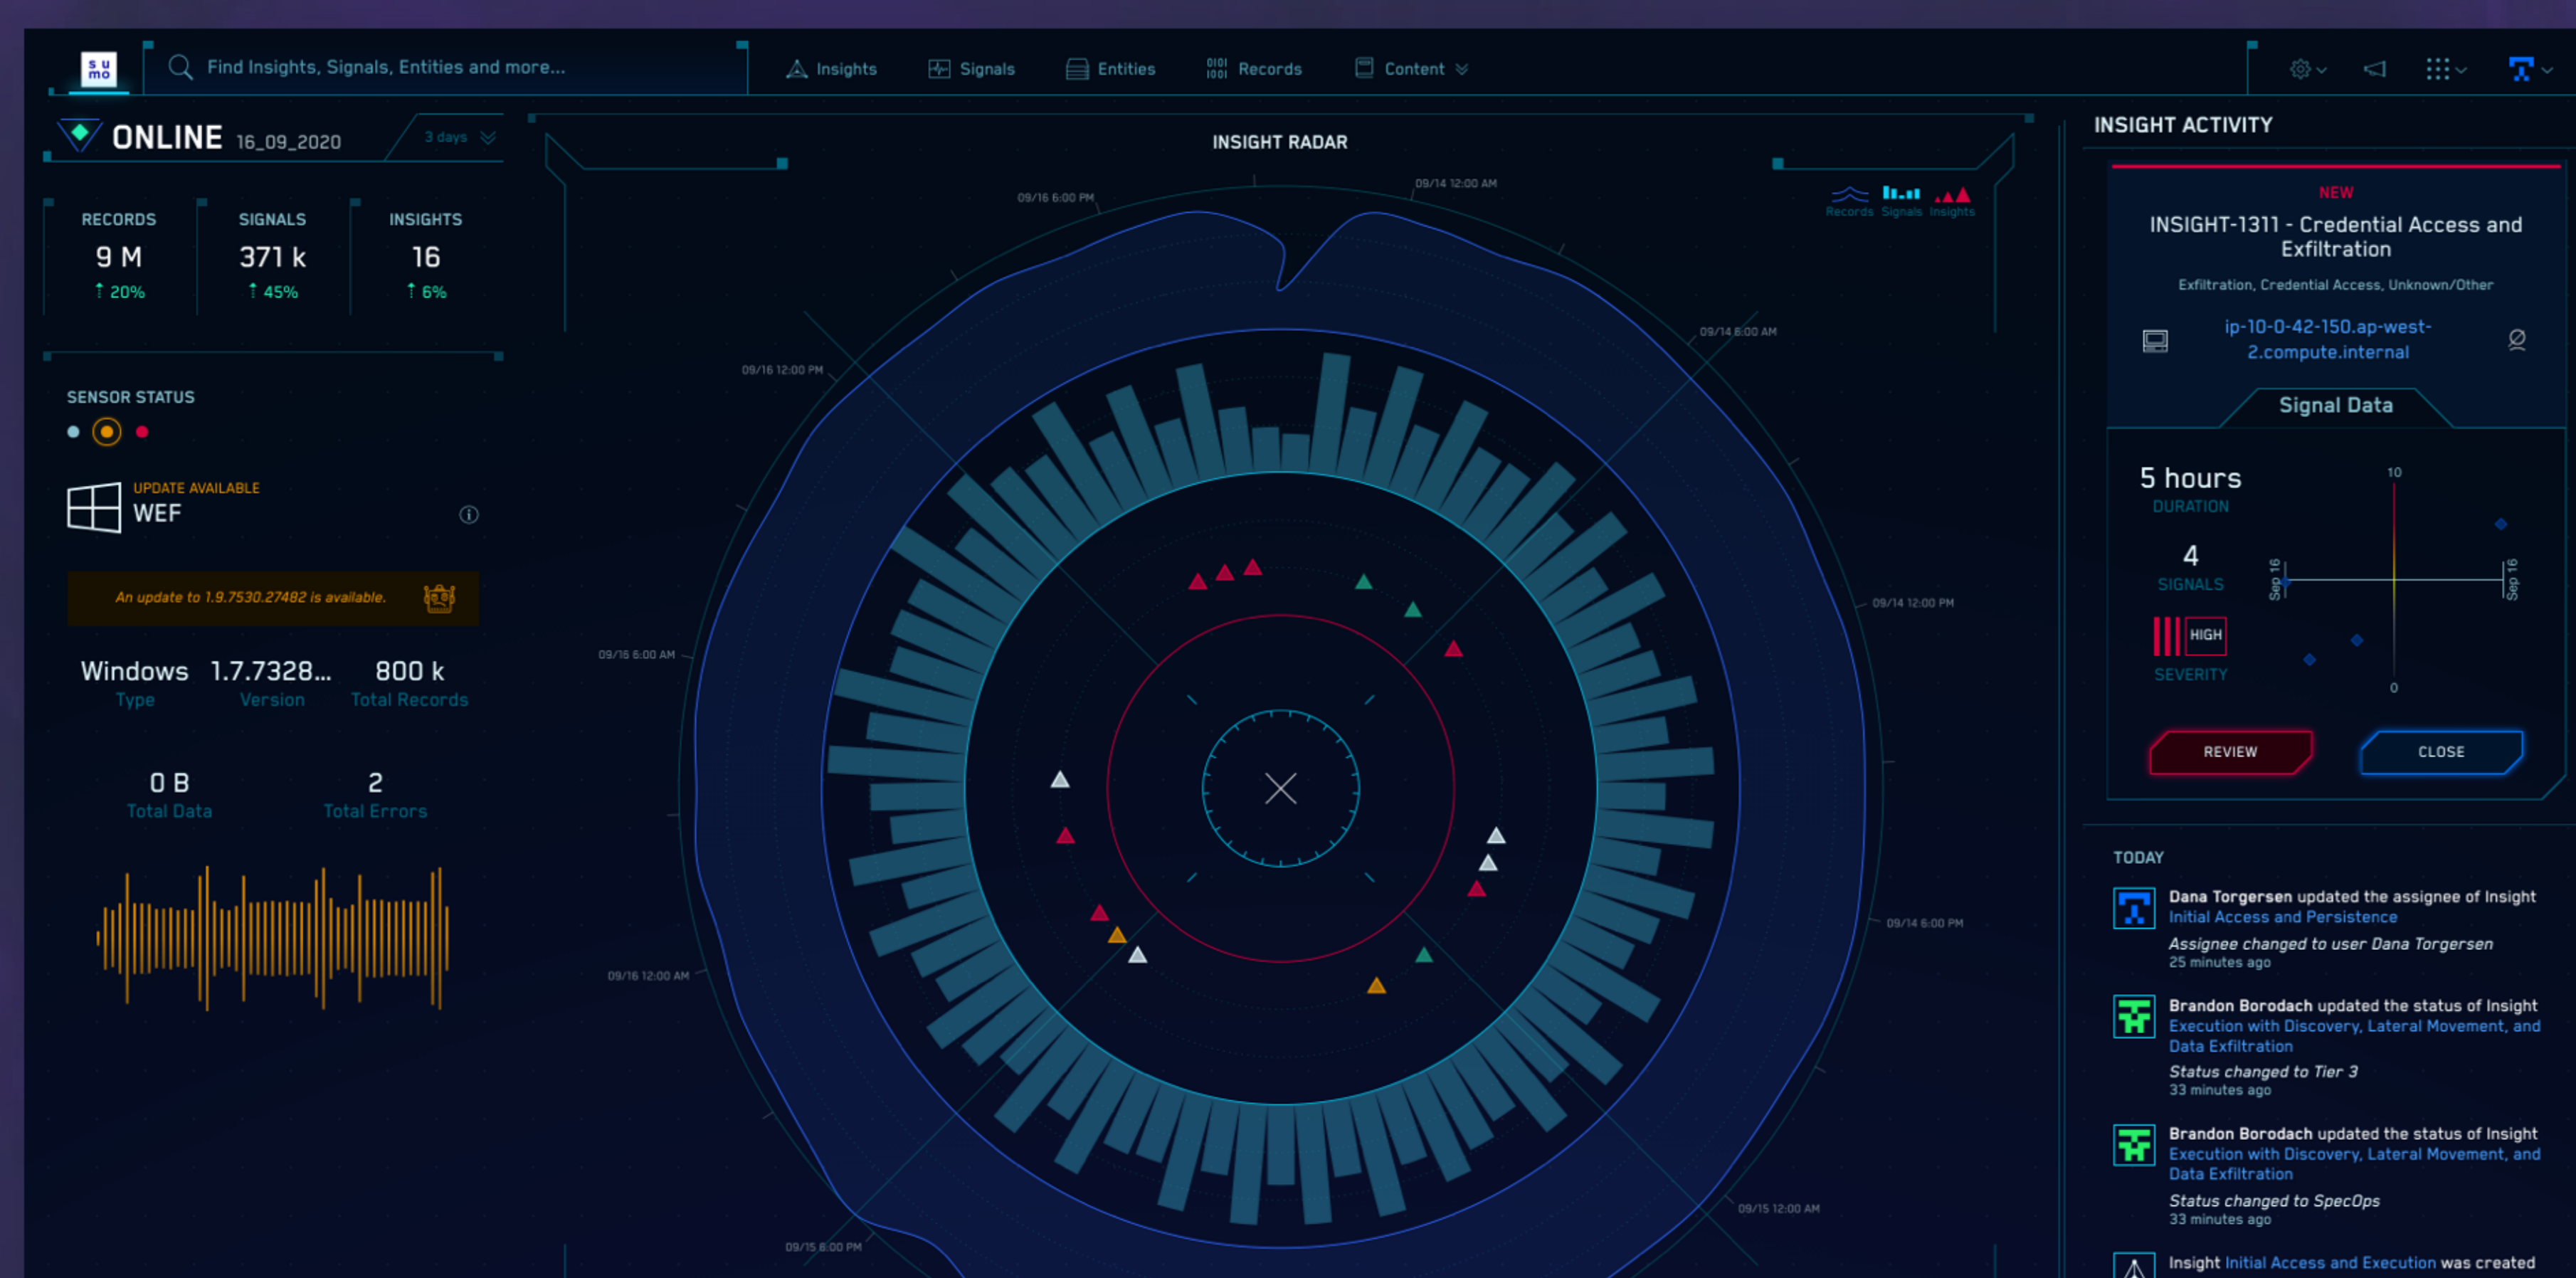 su
mo
Find Insights, Signals, Entities and more...
Insights
Signals
Entities
0101
1001
Records
Content
ONLINE 16_09_2020
3 days
RECORDS
9 M
20%
SIGNALS
371 k
45%
INSIGHTS
16
6%
SENSOR STATUS
UPDATE AVAILABLE
WEF
An update to 1.9.7530.27482 is available.
Windows
Type
1.7.7328...
Version
800 k
Total Records
0 B
Total Data
2
Total Errors
INSIGHT RADAR
Records Signals Insights
09/14 12:00 AM
09/14 6:00 AM
09/14 12:00 PM
09/14 6:00 PM
09/15 12:00 AM
09/15 6:00 PM
09/16 12:00 AM
09/16 6:00 AM
09/16 12:00 PM
09/16 6:00 PM
INSIGHT ACTIVITY
NEW
INSIGHT-1311 - Credential Access and
Exfiltration
Exfiltration, Credential Access, Unknown/Other
ip-10-0-42-150.ap-west-
2.compute.internal
Signal Data
5 hours
DURATION
4
SIGNALS
HIGH
SEVERITY
10
Sep 16
Sep 16
0
REVIEW
CLOSE
TODAY
Dana Torgersen updated the assignee of Insight
Initial Access and Persistence
Assignee changed to user Dana Torgersen
25 minutes ago
Brandon Borodach updated the status of Insight
Execution with Discovery, Lateral Movement, and
Data Exfiltration
Status changed to Tier 3
33 minutes ago
Brandon Borodach updated the status of Insight
Execution with Discovery, Lateral Movement, and
Data Exfiltration
Status changed to SpecOps
33 minutes ago
Insight Initial Access and Execution was created